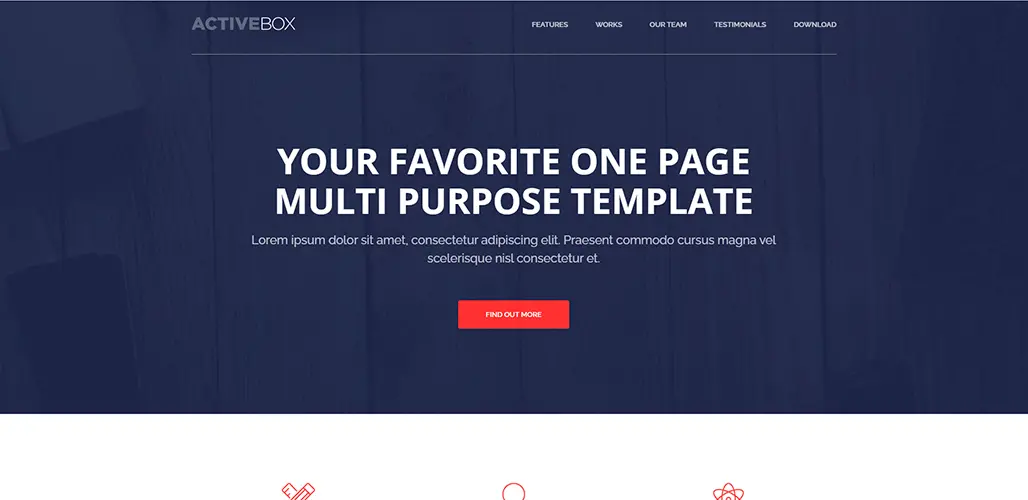 ACTIVEBOX
FEATURES WORKS OUR TEAM TESTIMONIALS DOWNLOAD
YOUR FAVORITE ONE PAGE
MULTI PURPOSE TEMPLATE
Lorem ipsum dolor sit amet, consectetur adipiscing elit. Praesent commodo cursus magna vel
scelerisque nisl consectetur et.
FIND OUT MORE